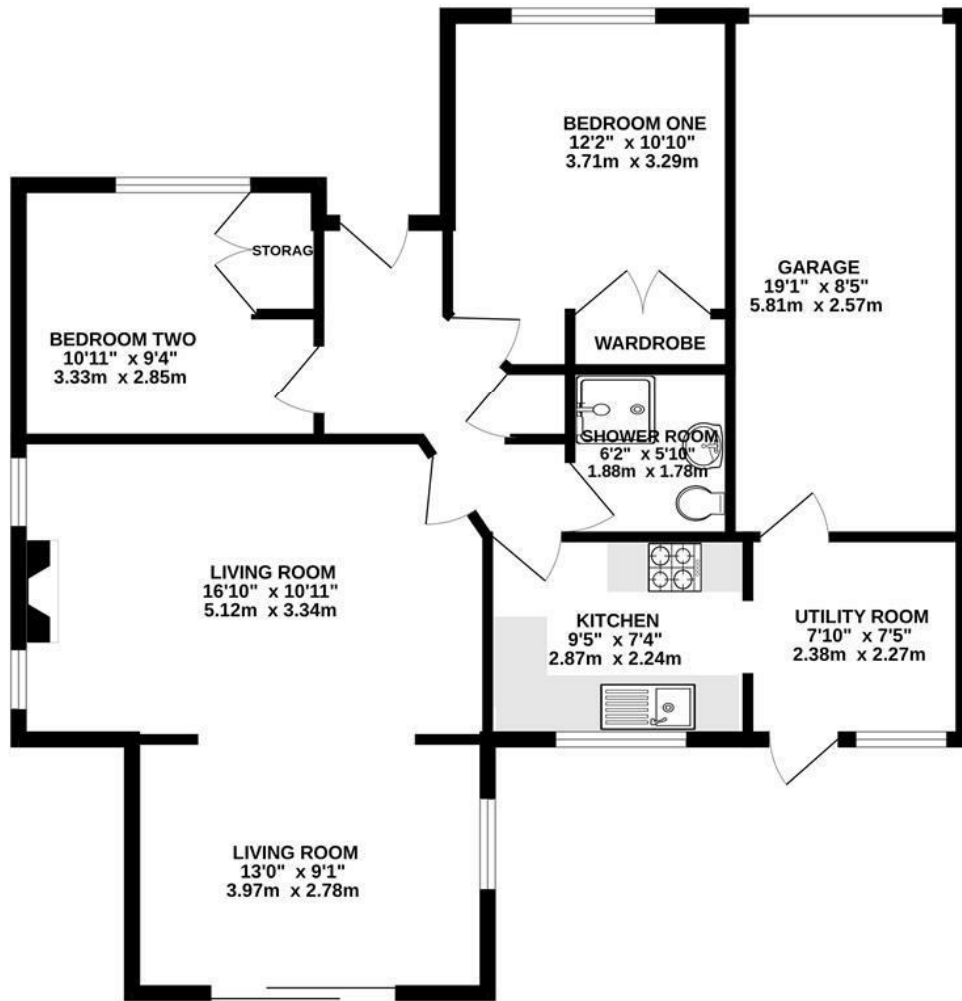 BEDROOM ONE
12'2" x 10'10"
3.71m x 3.29m
STORAG
GARAGE
19'1" x 8'5"
5.81m x 2.57m
BEDROOM TWO
10'11" x 9'4"
3.33m x 2.85m
WARDROBE
SHOWER ROOM
6'2" x 5'10"
1.88m x 1.78m
LIVING ROOM
16'10" x 10'11"
5.12m x 3.34m
KITCHEN
9'5" x 7'4"
2.87m x 2.24m
UTILITY ROOM
7'10" x 7'5"
2.38m x 2.27m
LIVING ROOM
13'0" x 9'1"
3.97m x 2.78m